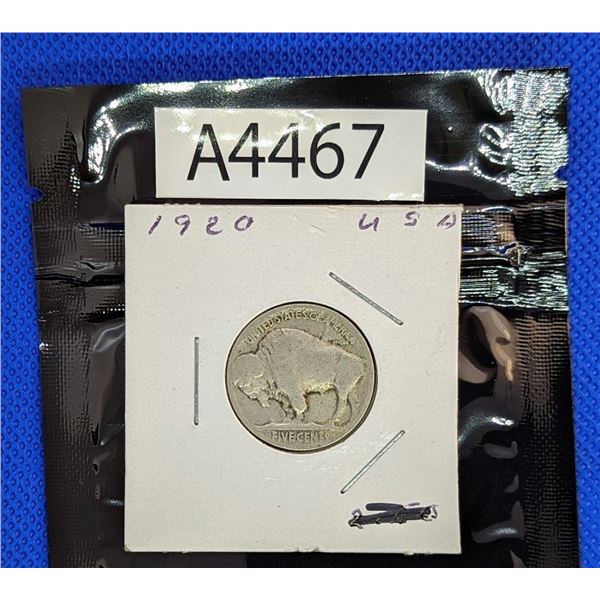 A4467
1920 USA
UNITED STATES OF AMERICA
FIVE CENTS